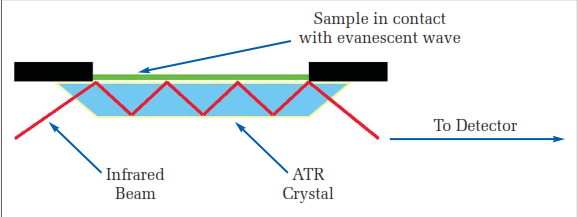 Sample in contact
with evanescent wave
To Detector
Infrared
Beam
ATR
Crystal